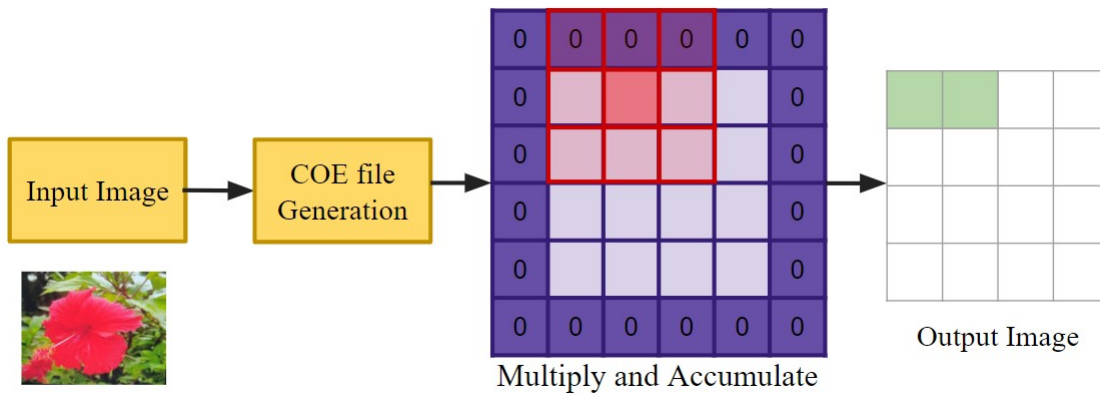 Input Image
COE file
Generation
0 0 0 0 0 0
0 0
0 0
0 0
0 0
0 0 0 0 0 0
Multiply and Accumulate
Output Image